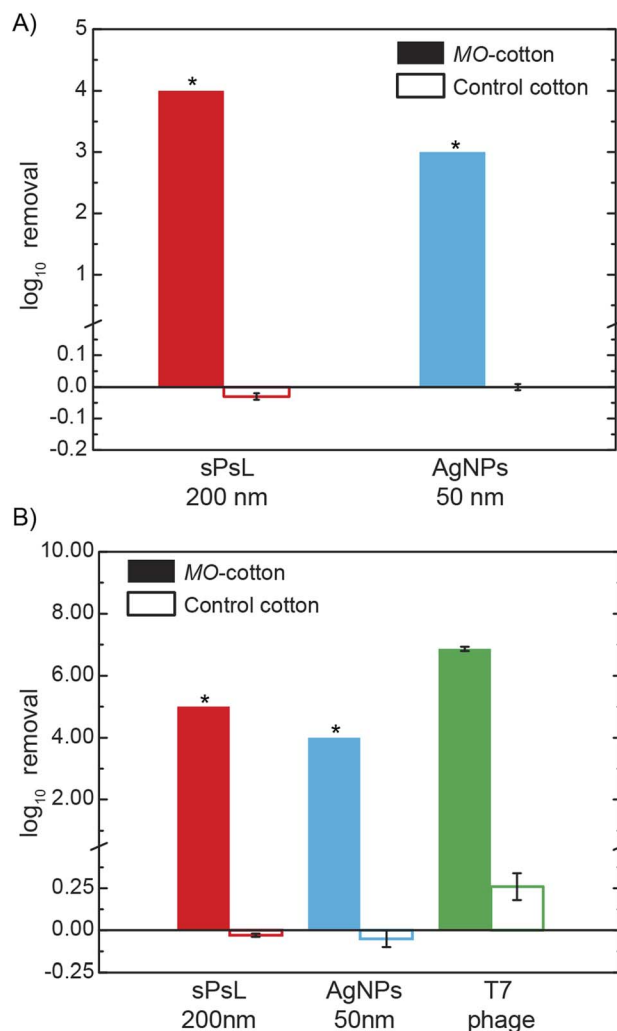 A)
5
4
3
2
1
0.1
0.0
-0.1
-0.2
log10 removal
MO-cotton
Control cotton
*
*
sPsL
200 nm
AgNPs
50 nm
B)
10.00
8.00
6.00
4.00
2.00
0.25
0.00
-0.25
log10 removal
MO-cotton
Control cotton
*
*
sPsL
200nm
AgNPs
50nm
T7
phage